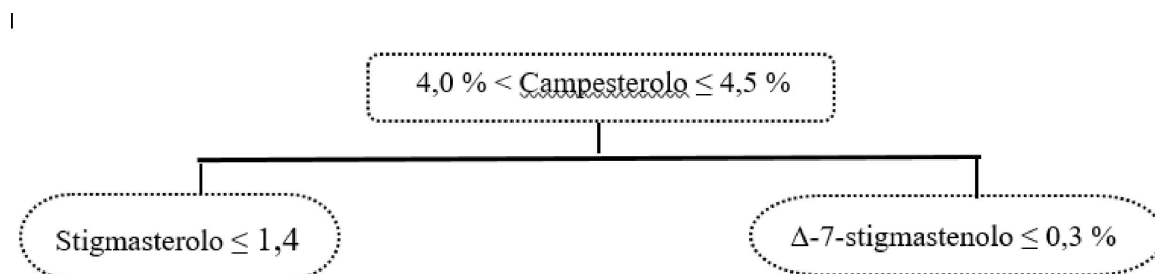 4,0 % < Campesterolo ≤ 4,5 %
Stigmasterolo ≤ 1,4
Δ-7-stigmastenolo ≤ 0,3 %